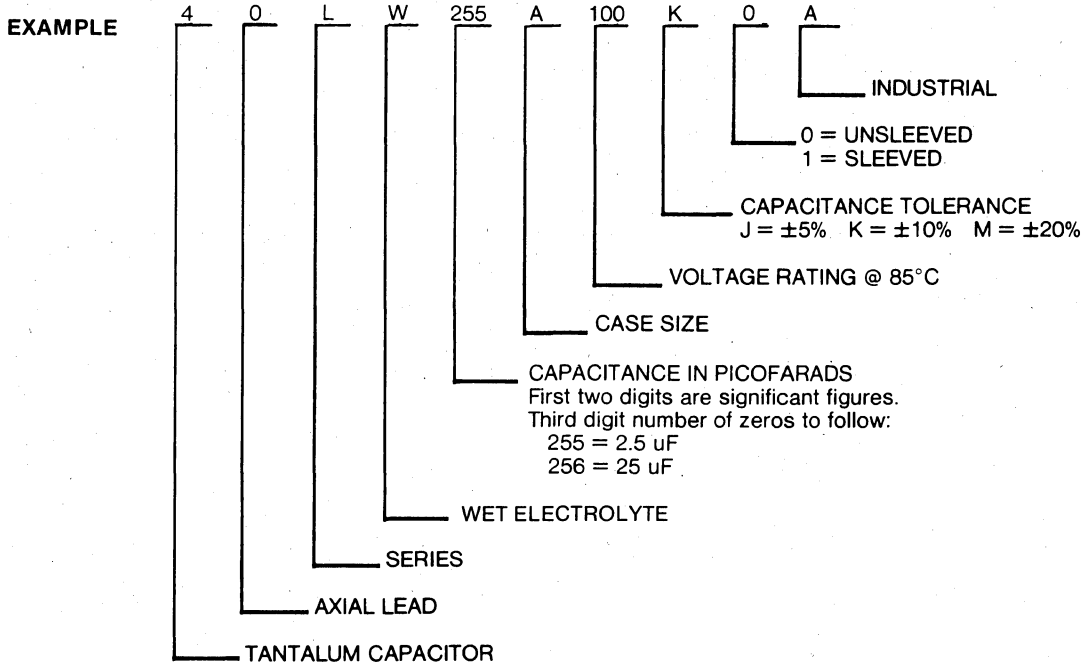 EXAMPLE 4 0 L W 255 A 100 K 0 A
INDUSTRIAL
0 = UNSLEEVED
1 = SLEEVED
CAPACITANCE TOLERANCE
J = ±5% K = ±10% M = ±20%
VOLTAGE RATING @ 85°C
CASE SIZE
CAPACITANCE IN PICOFARADS
First two digits are significant figures.
Third digit number of zeros to follow:
255 = 2.5 uF
256 = 25 uF
WET ELECTROLYTE
SERIES
AXIAL LEAD
TANTALUM CAPACITOR